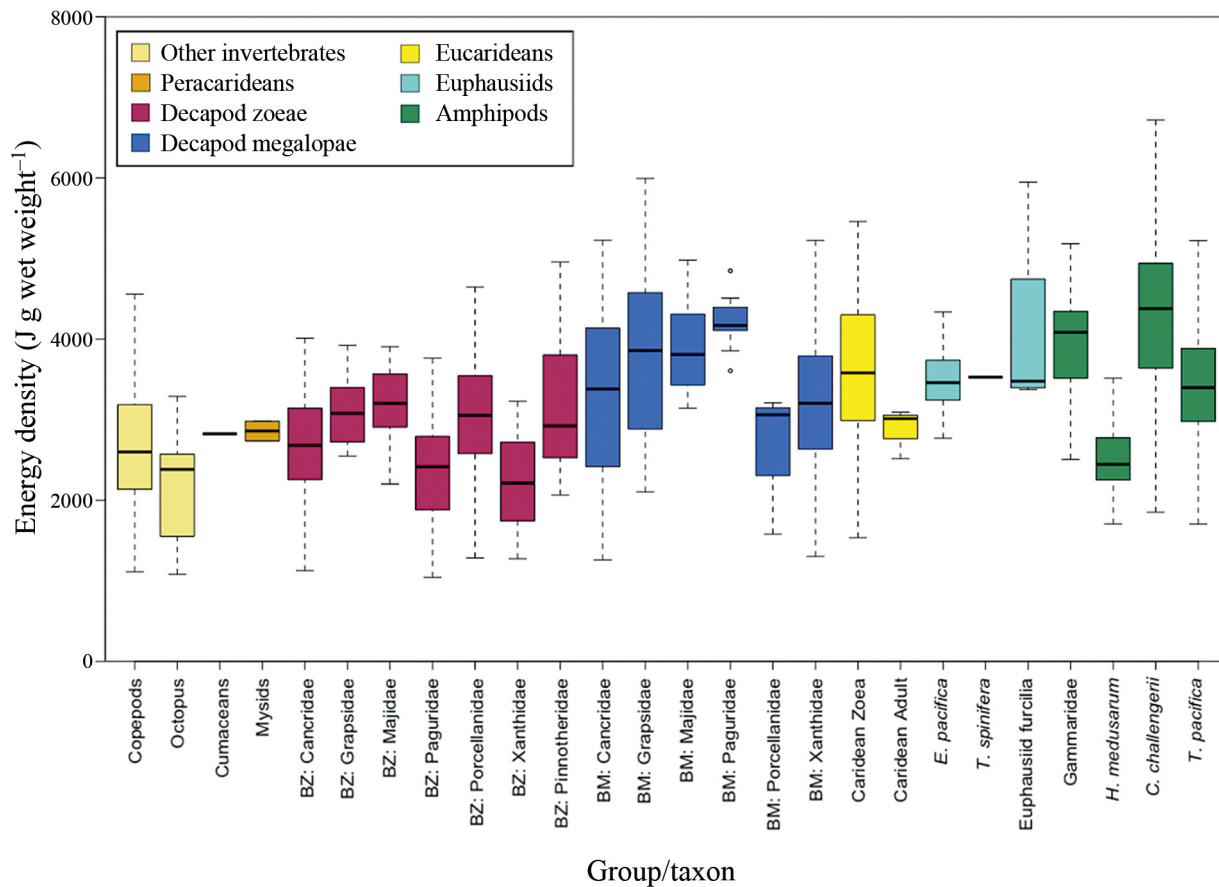 8000
6000
4000
2000
0
Energy density (J g wet weight⁻¹)
Other invertebrates
Peracarideans
Decapod zoeae
Decapod megalopae
Eucarideans
Euphausiids
Amphipods
Copepods
Octopus
Cumaceans
Mysids
BZ: Cancridae
BZ: Grapsidae
BZ: Majidae
BZ: Paguridae
BZ: Porcellanidae
BZ: Xanthidae
BZ: Pinnotheridae
BM: Cancridae
BM: Grapsidae
BM: Majidae
BM: Paguridae
BM: Porcellanidae
BM: Xanthidae
Caridean Zoea
Caridean Adult
E. pacifica
T. spinifera
Euphausiid furcilia
Gammaridae
H. medusarum
C. challengerii
T. pacifica
Group/taxon